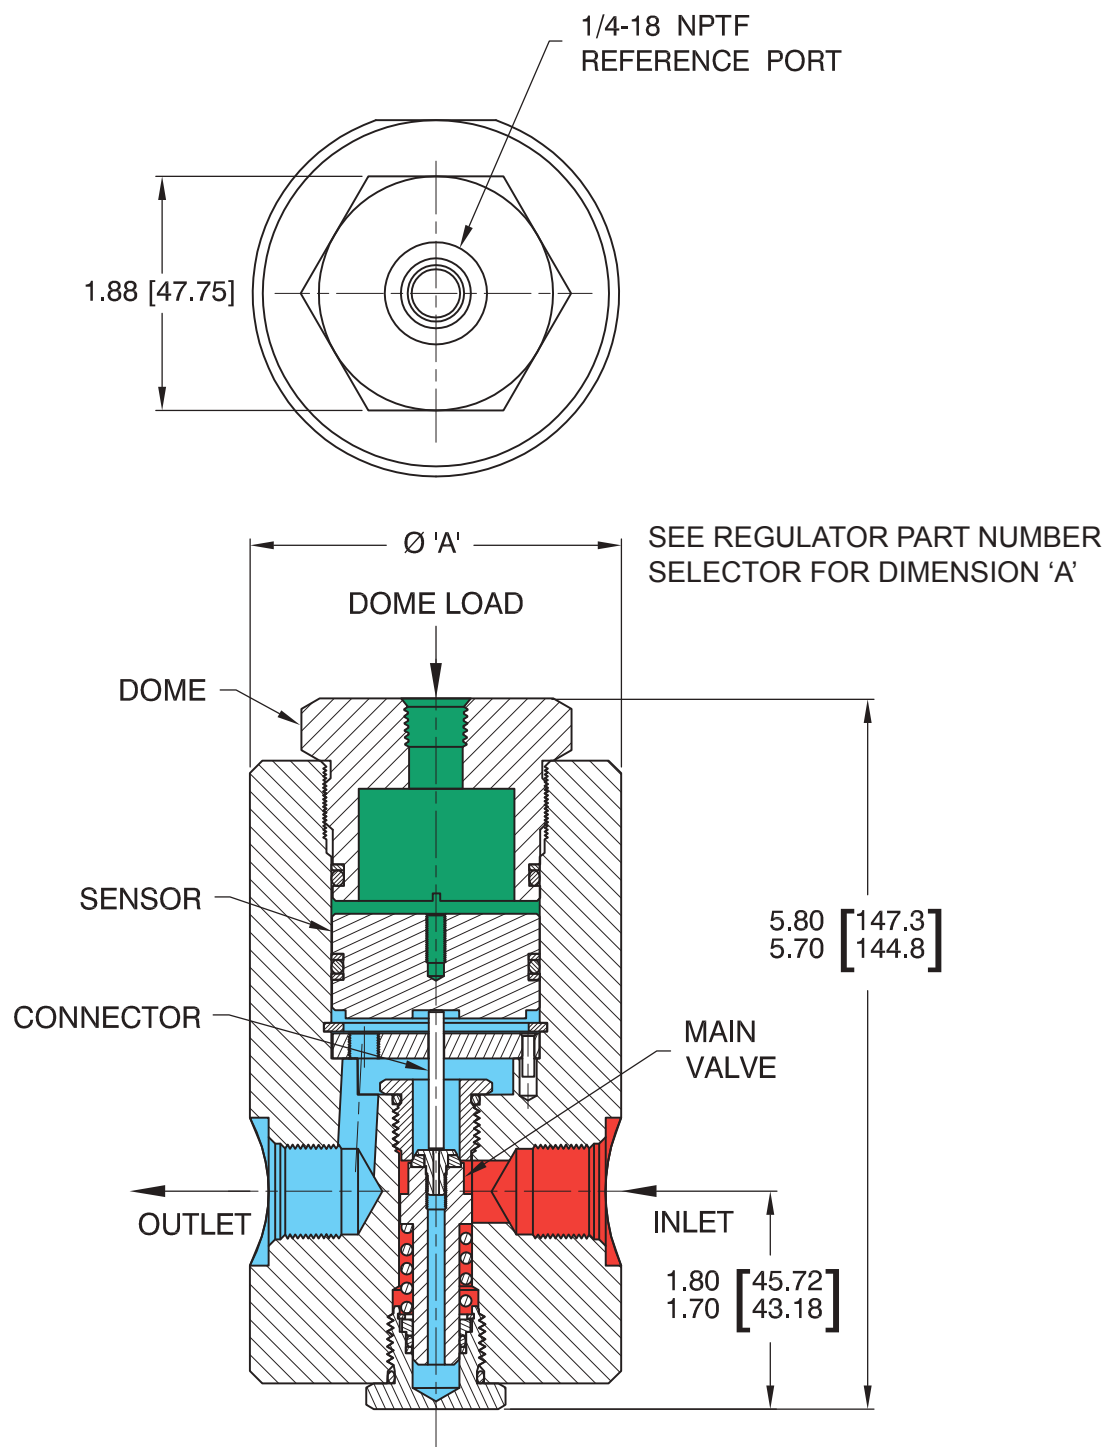 1/4-18 NPTF
REFERENCE PORT
1.88 [47.75]
Ø 'A'
SEE REGULATOR PART NUMBER
SELECTOR FOR DIMENSION ‘A’
DOME LOAD
DOME
SENSOR
5.80 [147.3]
5.70 [144.8]
CONNECTOR
MAIN
VALVE
OUTLET
INLET
1.80 [45.72]
1.70 [43.18]